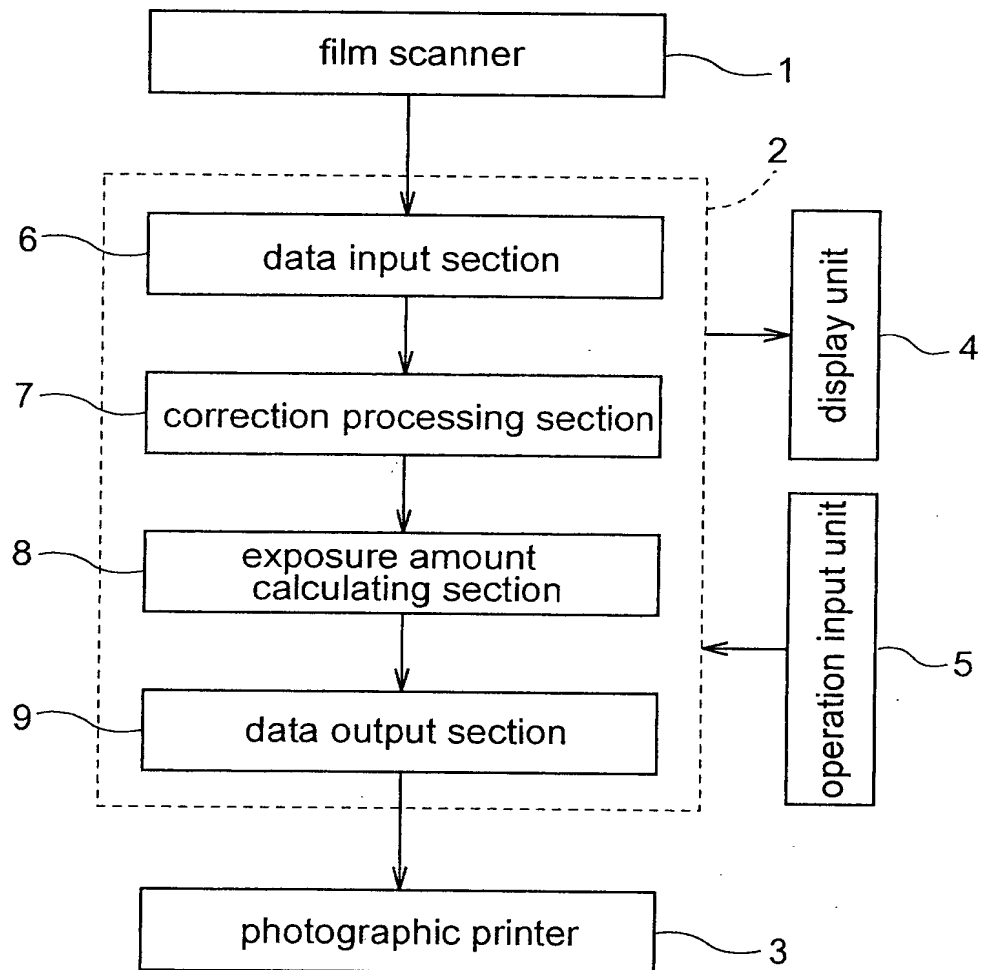 film scanner
1
2
6
data input section
display unit
4
7
correction processing section
8
exposure amount
calculating section
operation input unit
5
9
data output section
photographic printer
3